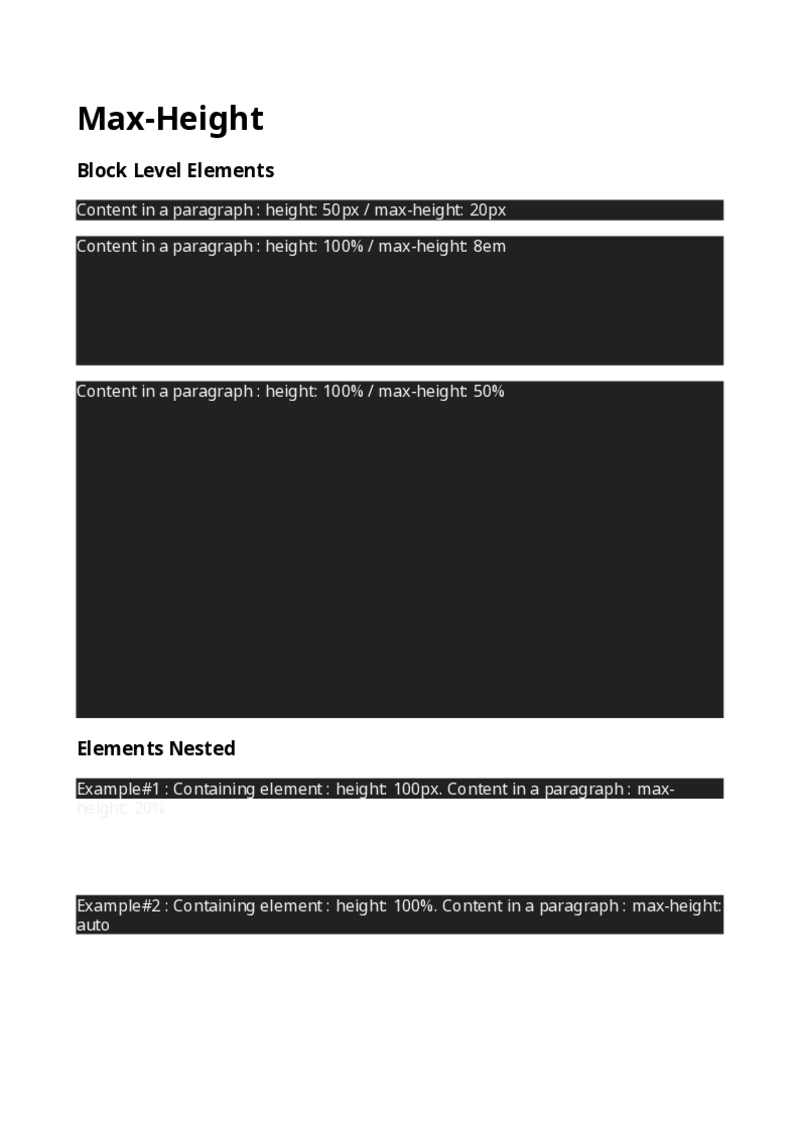 Max-Height
Block Level Elements
Content in a paragraph : height: 50px / max-height: 20px
Content in a paragraph : height: 100% / max-height: 8em
Content in a paragraph : height: 100% / max-height: 50%
Elements Nested
Example#1 : Containing element : height: 100px. Content in a paragraph : max-
height: 20%
Example#2 : Containing element : height: 100%. Content in a paragraph : max-height:
auto